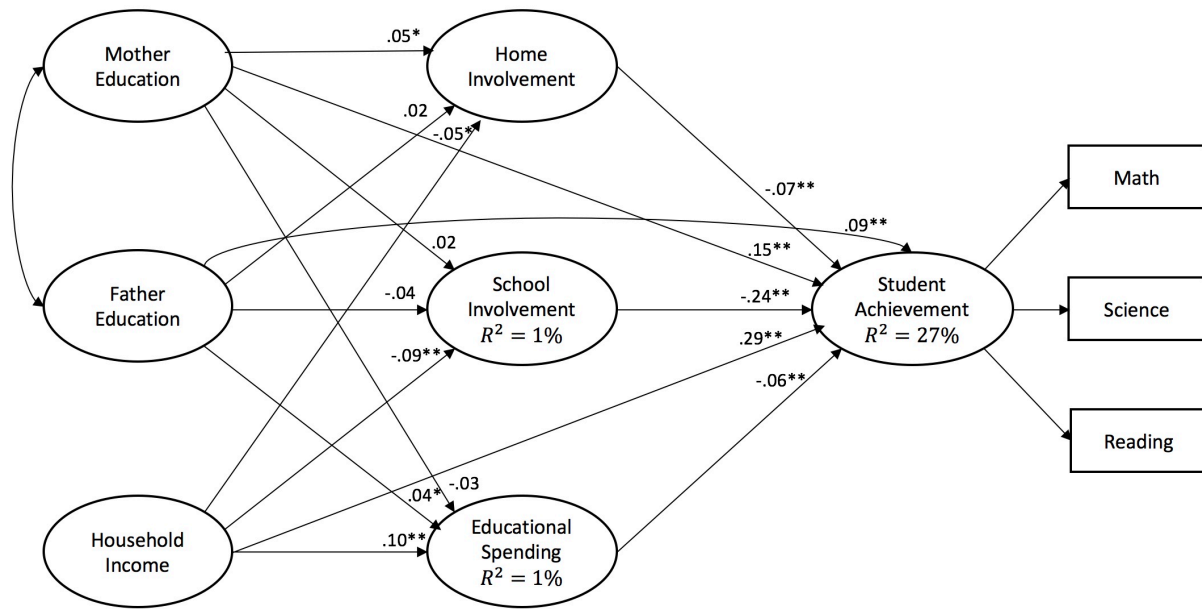 Mother
Education
.05*
Home
Involvement
.02
-.05*
Math
-.07**
.09**
.02
.15**
Father
Education
-.04
School
Involvement
R² = 1%
-.24**
Student
Achievement
R² = 27%
Science
-.09**
.29**
-.06**
Reading
-.03
.04*
Household
Income
.10**
Educational
Spending
R² = 1%